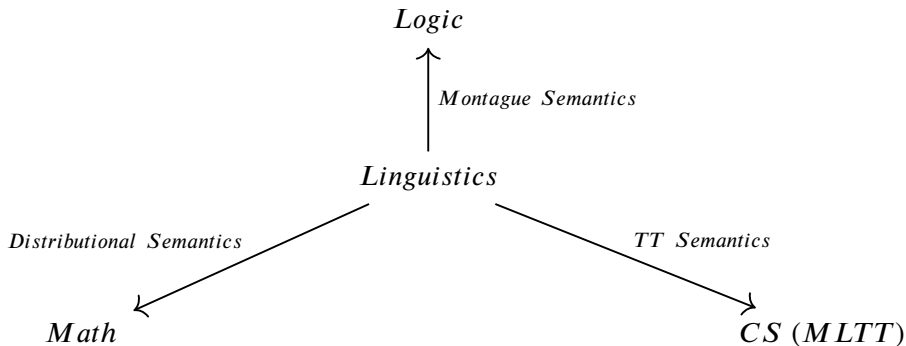 Logic
Montague Semantics
Linguistics
Distributional Semantics
TT Semantics
Math
CS (MLTT)